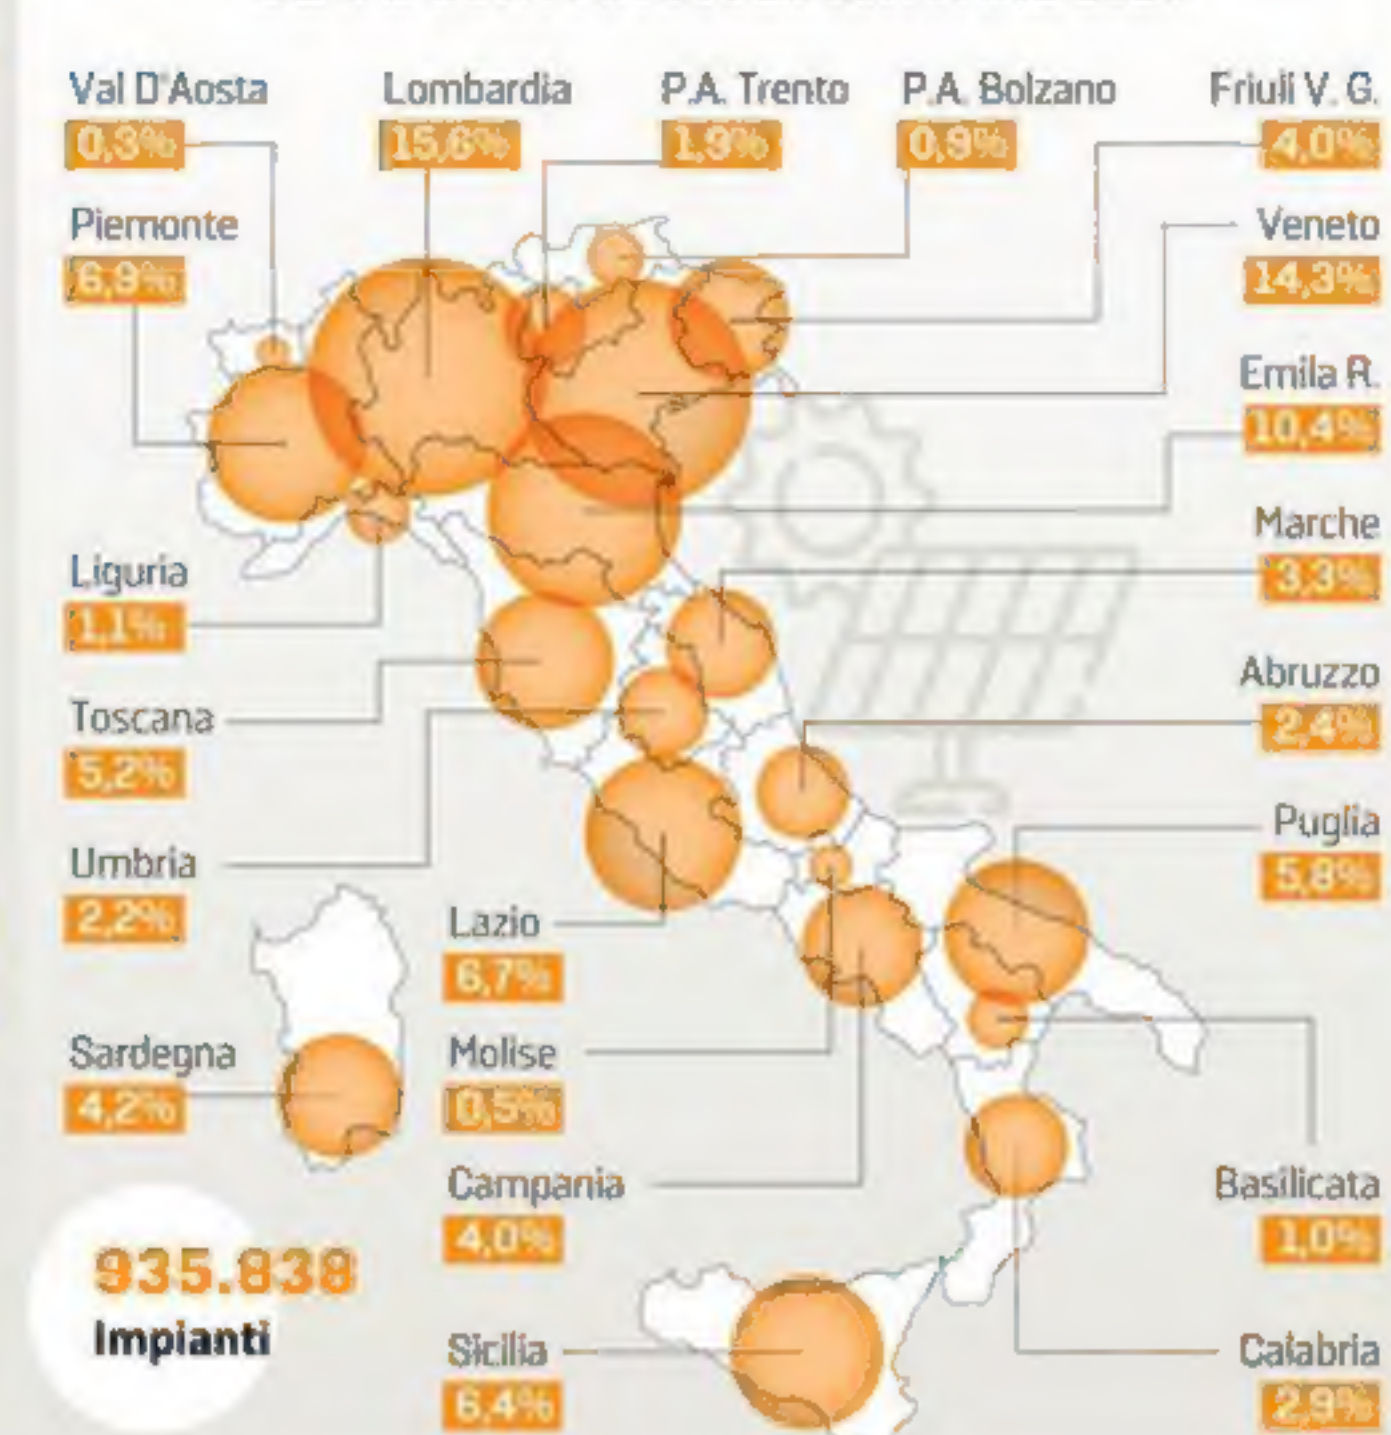 Val D'Aosta
0,3%
Lombardia
15,6%
P.A. Trento
1,9%
P.A. Bolzano
0,9%
Friuli V. G.
4,0%
Piemonte
6,9%
Veneto
14,3%
Emila R.
10,4%
Marche
3,3%
Liguria
1,1%
Abruzzo
2,4%
Toscana
5,2%
Puglia
5,8%
Umbria
2,2%
Lazio
6,7%
Sardegna
4,2%
Molise
0,5%
Campania
4,0%
Basilicata
1,0%
935.838
Impianti
Sicilia
6,4%
Calabria
2,9%